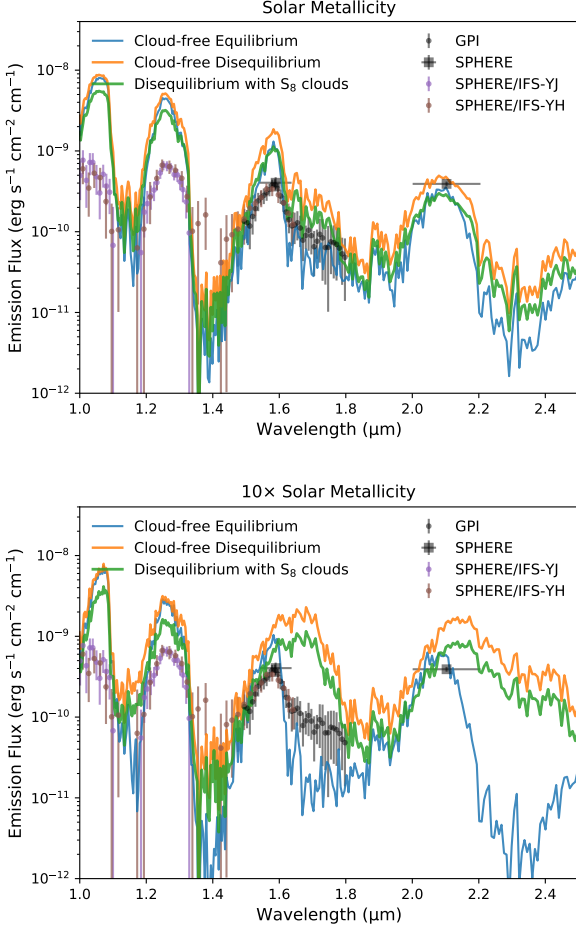 Solar Metallicity
Cloud-free Equilibrium
Cloud-free Disequilibrium
Disequilibrium with S₈ clouds
GPI
SPHERE
SPHERE/IFS-YJ
SPHERE/IFS-YH
Emission Flux (erg s⁻¹ cm⁻² cm⁻¹)
10⁻⁸
10⁻⁹
10⁻¹⁰
10⁻¹¹
10⁻¹²
1.0 1.2 1.4 1.6 1.8 2.0 2.2 2.4
Wavelength (μm)
10× Solar Metallicity
Cloud-free Equilibrium
Cloud-free Disequilibrium
Disequilibrium with S₈ clouds
GPI
SPHERE
SPHERE/IFS-YJ
SPHERE/IFS-YH
Emission Flux (erg s⁻¹ cm⁻² cm⁻¹)
10⁻⁸
10⁻⁹
10⁻¹⁰
10⁻¹¹
10⁻¹²
1.0 1.2 1.4 1.6 1.8 2.0 2.2 2.4
Wavelength (μm)